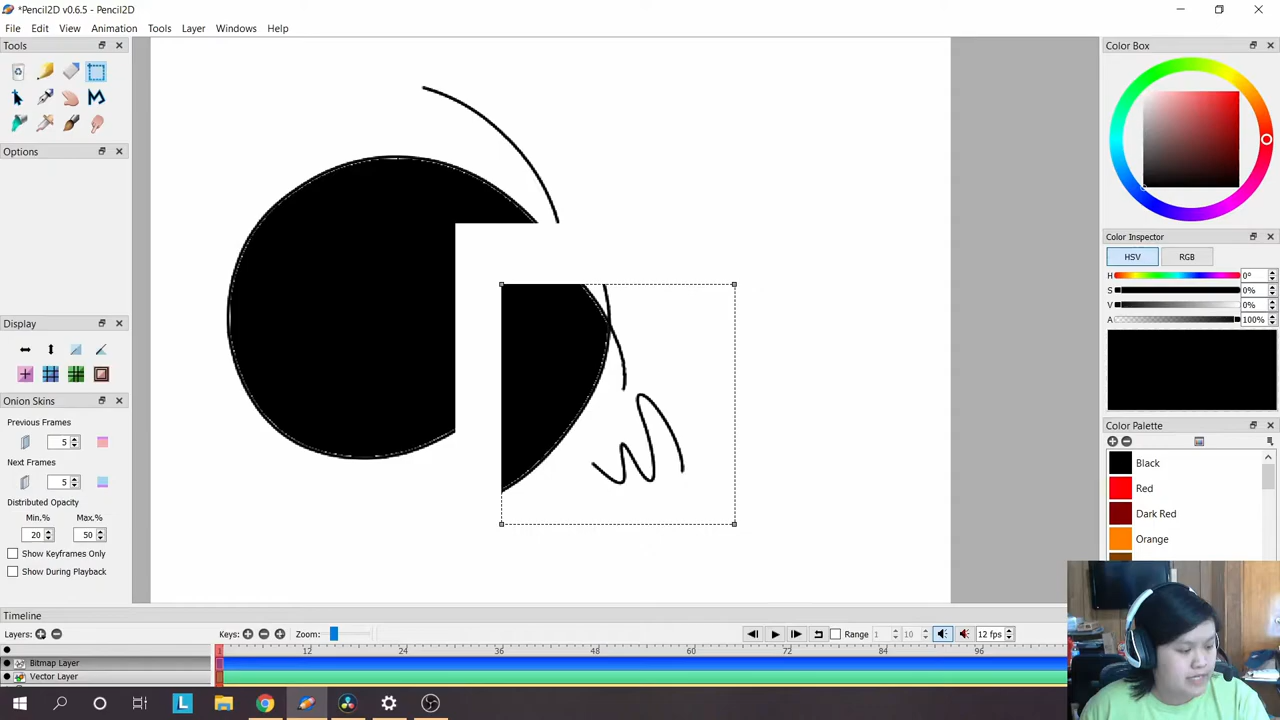 *Pencil2D v0.6.5 - Pencil2D
File Edit View Animation Tools Layer Windows Help
Tools
Options
Display
Onion Skins
Previous Frames
5
Next Frames
5
Distributed Opacity
Min.% Max.%
20 50
Show Keyframes Only
Show During Playback
Color Box
Color Inspector
HSV RGB
H 0°
S 0%
V 0%
A 100%
Color Palette
Black
Red
Dark Red
Orange
Timeline
Layers: Keys: Zoom: Range 1 10 12 fps
12 24 36 48 60 72 84 96
Bitmap Layer
Vector Layer
L